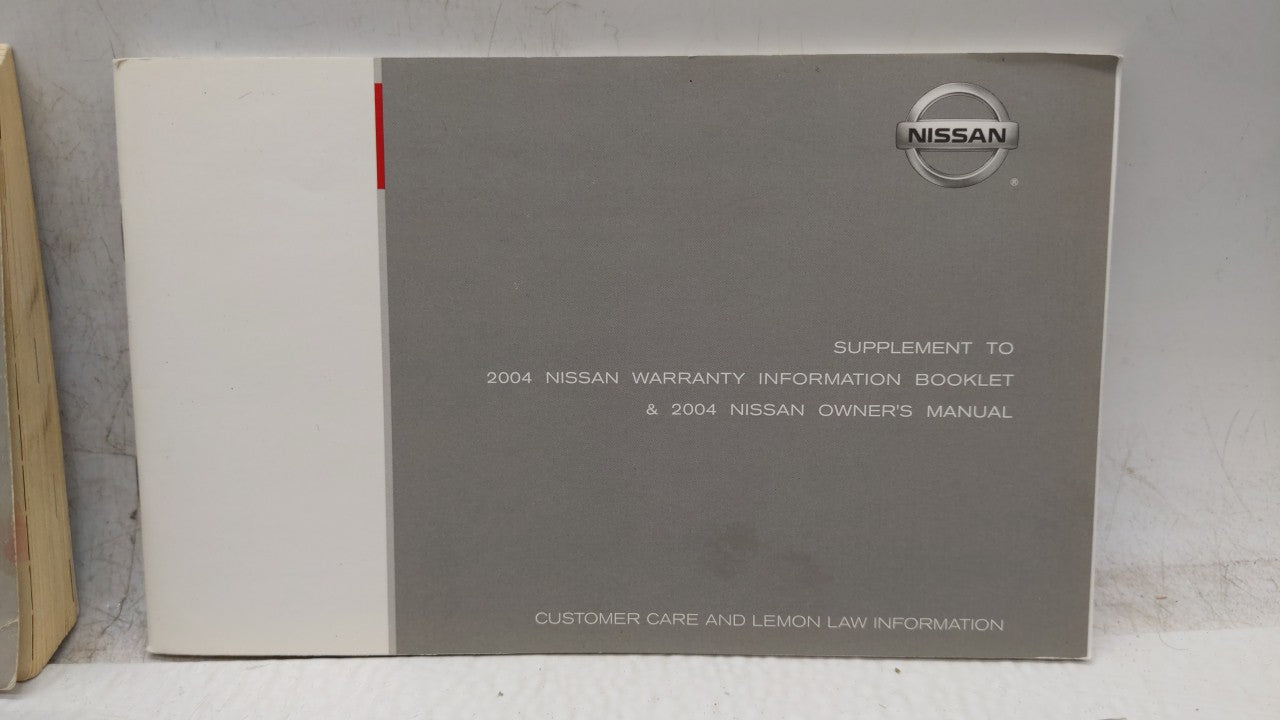 NISSAN
®
SUPPLEMENT TO
2004 NISSAN WARRANTY INFORMATION BOOKLET
& 2004 NISSAN OWNER'S MANUAL
CUSTOMER CARE AND LEMON LAW INFORMATION